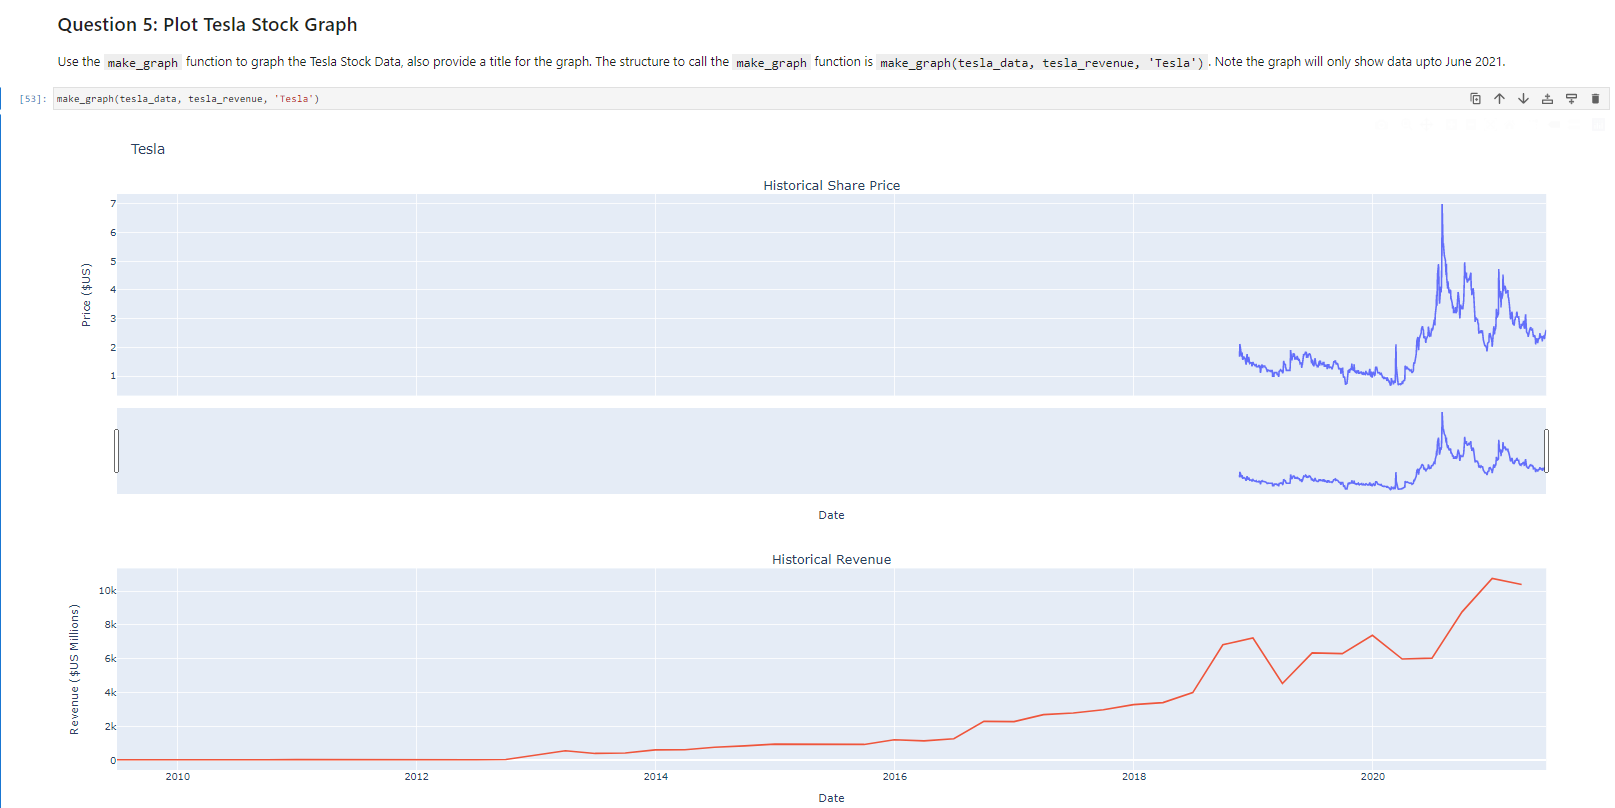 Question 5: Plot Tesla Stock Graph
Use the make_graph function to graph the Tesla Stock Data, also provide a title for the graph. The structure to call the make_graph function is make_graph(tesla_data, tesla_revenue, 'Tesla') . Note the graph will only show data upto June 2021.
[53]: make_graph(tesla_data, tesla_revenue, 'Tesla')
Tesla
Historical Share Price
7
6
5
4
3
2
1
Price ($US)
Date
Historical Revenue
10k
8k
6k
4k
2k
0
Revenue ($US Millions)
2010 2012 2014 2016 2018 2020
Date